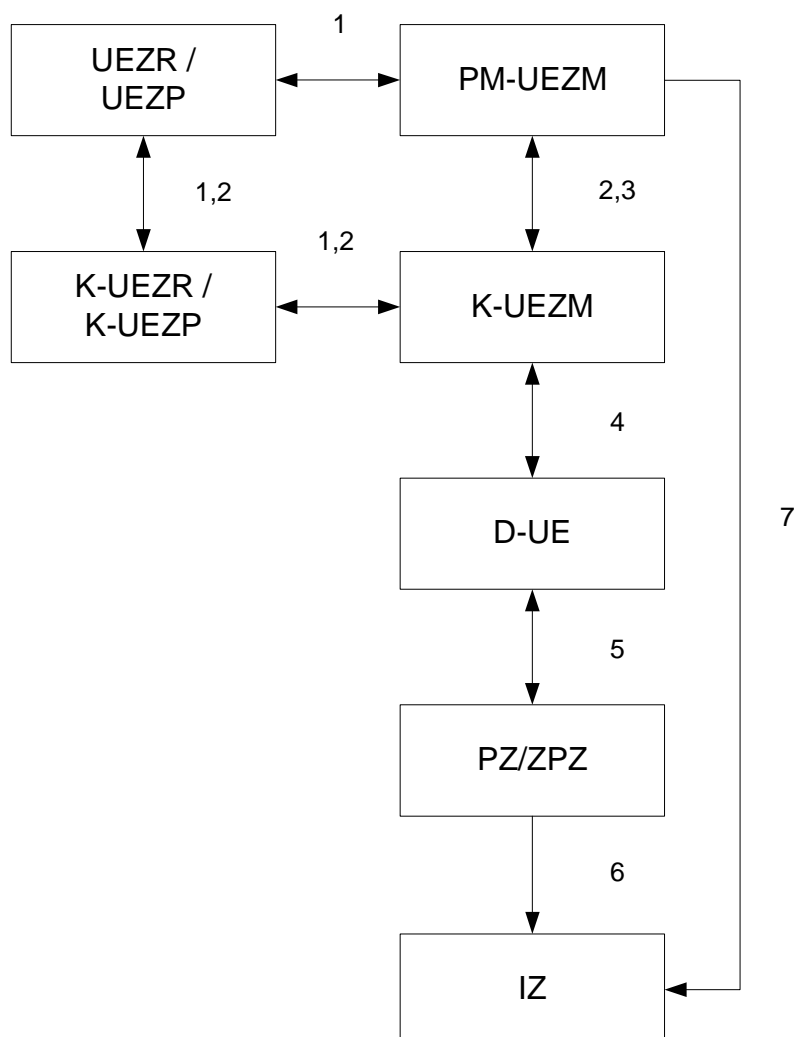 1
UEZR /
UEZP
PM-UEZM
1,2
2,3
1,2
K-UEZR /
K-UEZP
K-UEZM
4
D-UE
7
5
PZ/ZPZ
6
IZ